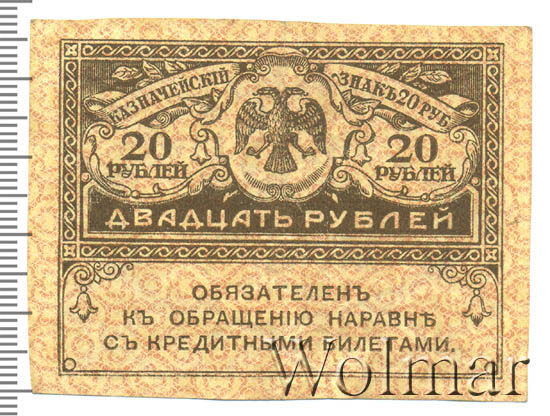 КАЗНАЧЕЙСКІЙ
ЗНАКЪ 20 РУБ.
20
РУБЛЕЙ
20
РУБЛЕЙ
ДВАДЦАТЬ РУБЛЕЙ
ОБЯЗАТЕЛЕНЪ
КЪ ОБРАЩЕНІЮ НАРАВНѢ
СЪ КРЕДИТНЫМИ БИЛЕТАМИ.
Wolmar